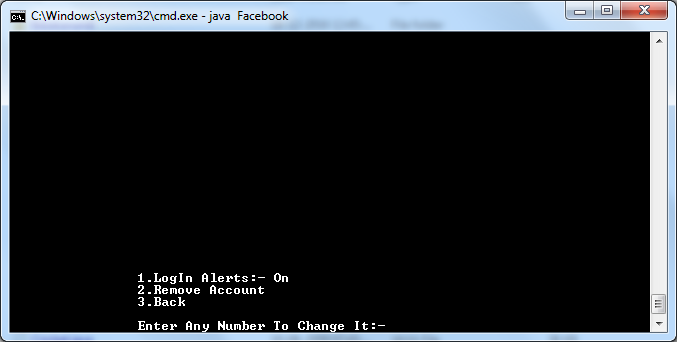 C:\Windows\system32\cmd.exe - java  Facebook
1.LogIn Alerts:- On
2.Remove Account
3.Back
Enter Any Number To Change It:-